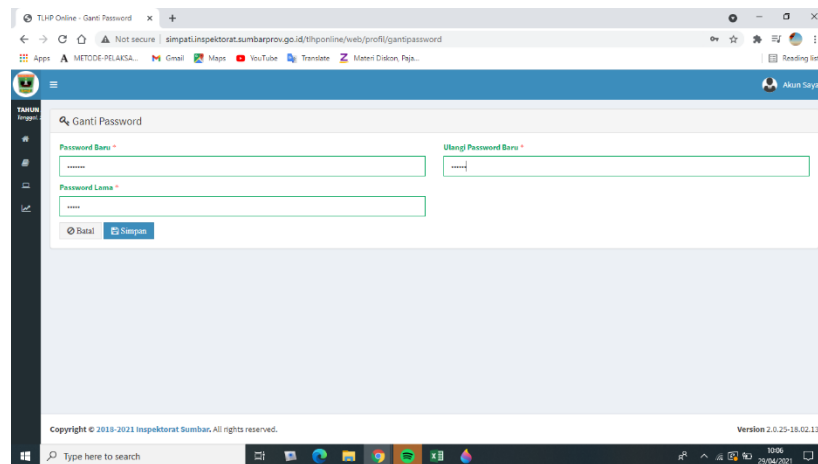 TLHP Online - Ganti Password
Not secure | simpati.inspektorat.sumbarprov.go.id/tlhponline/web/profil/gantipassword
Apps METODE-PELAKSA... Gmail Maps YouTube Translate Materi Diskon, Paja... Reading list
Akun Saya
TAHUN
Ganti Password
Password Baru * Ulangi Password Baru *
Password Lama *
Batal Simpan
Copyright © 2018-2021 Inspektorat Sumbar. All rights reserved. Version 2.0.25-18.02.13
Type here to search
10:06
29/04/2021